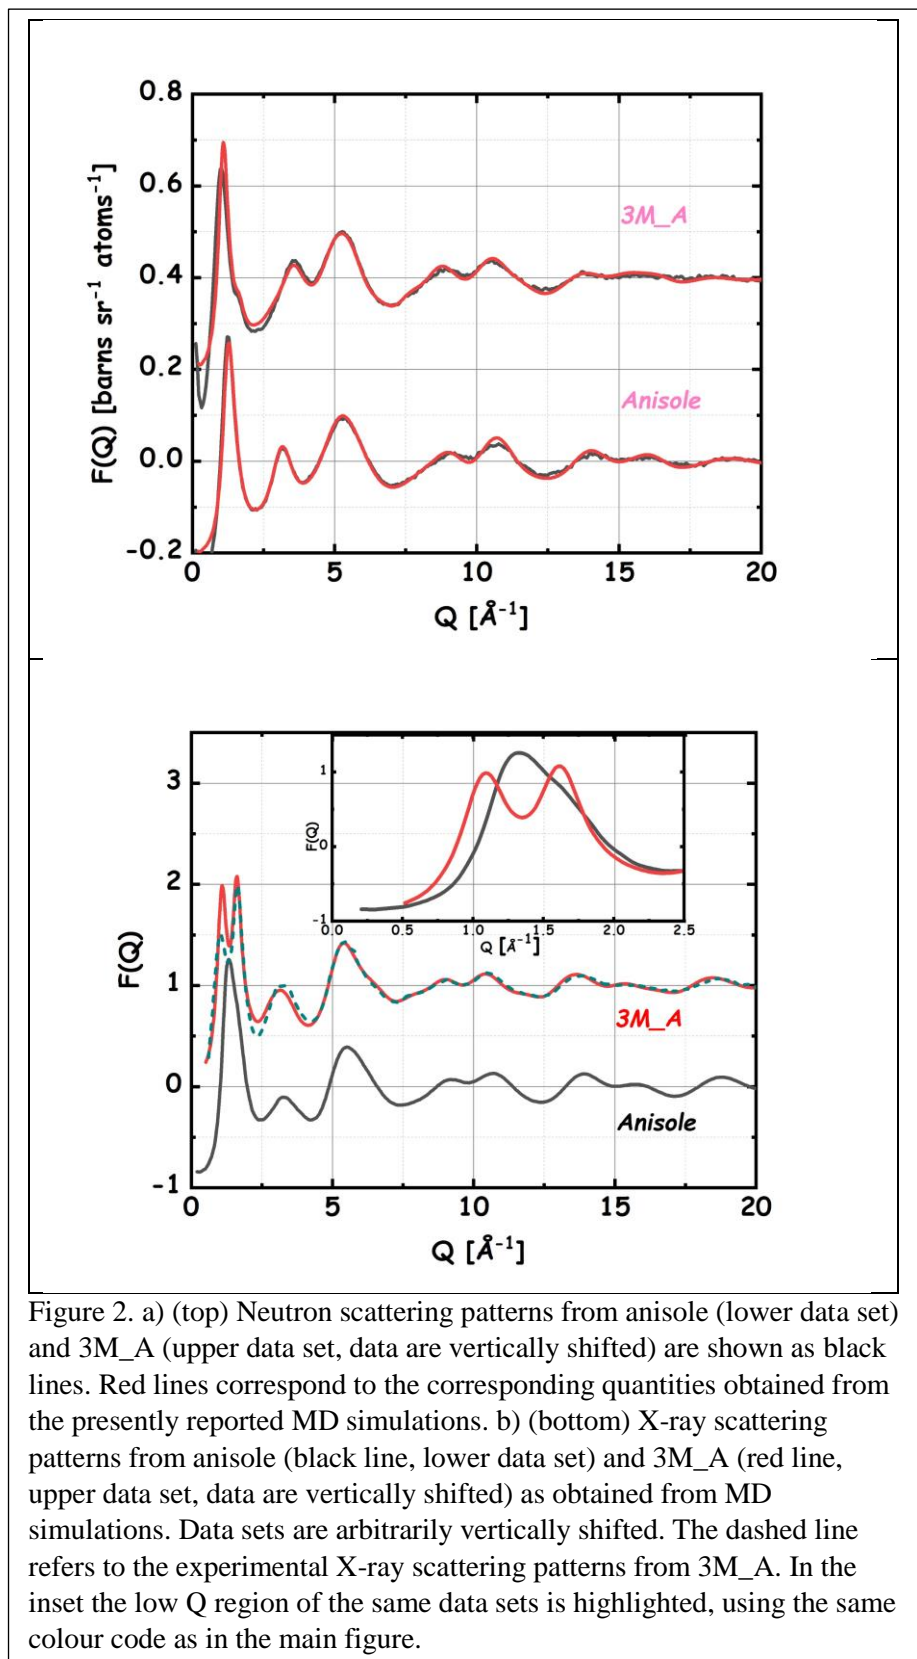 0.8
0.6
0.4
0.2
0.0
-0.2
F(Q) [barns sr⁻¹ atoms⁻¹]
3M_A
Anisole
0 5 10 15 20
Q [Å⁻¹]
3
2
1
0
-1
F(Q)
1
0
-1
F(Q)
0.0 0.5 1.0 1.5 2.0 2.5
Q [Å⁻¹]
3M_A
Anisole
0 5 10 15 20
Q [Å⁻¹]
Figure 2. a) (top) Neutron scattering patterns from anisole (lower data set)
and 3M_A (upper data set, data are vertically shifted) are shown as black
lines. Red lines correspond to the corresponding quantities obtained from
the presently reported MD simulations. b) (bottom) X-ray scattering
patterns from anisole (black line, lower data set) and 3M_A (red line,
upper data set, data are vertically shifted) as obtained from MD
simulations. Data sets are arbitrarily vertically shifted. The dashed line
refers to the experimental X-ray scattering patterns from 3M_A. In the
inset the low Q region of the same data sets is highlighted, using the same
colour code as in the main figure.